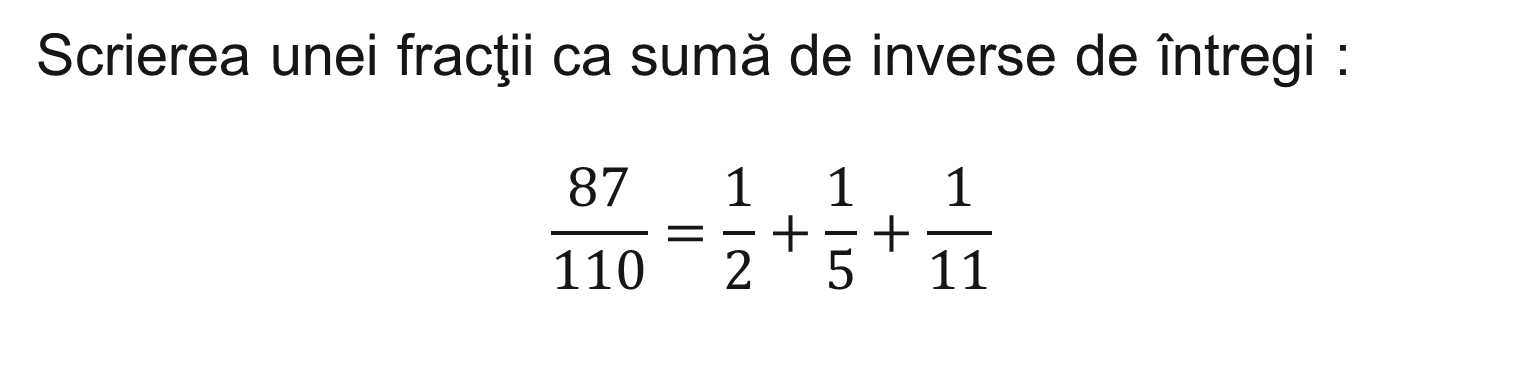 Scrierea unei fracţii ca sumă de inverse de întregi :
87/110 = 1/2 + 1/5 + 1/11